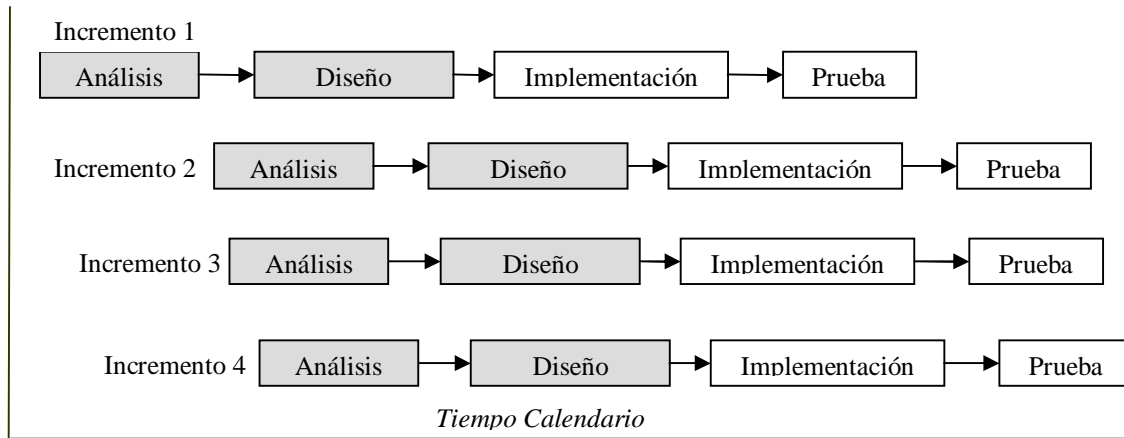 Incremento 1
Análisis Diseño Implementación Prueba
Incremento 2 Análisis Diseño Implementación Prueba
Incremento 3 Análisis Diseño Implementación Prueba
Incremento 4 Análisis Diseño Implementación Prueba
Tiempo Calendario